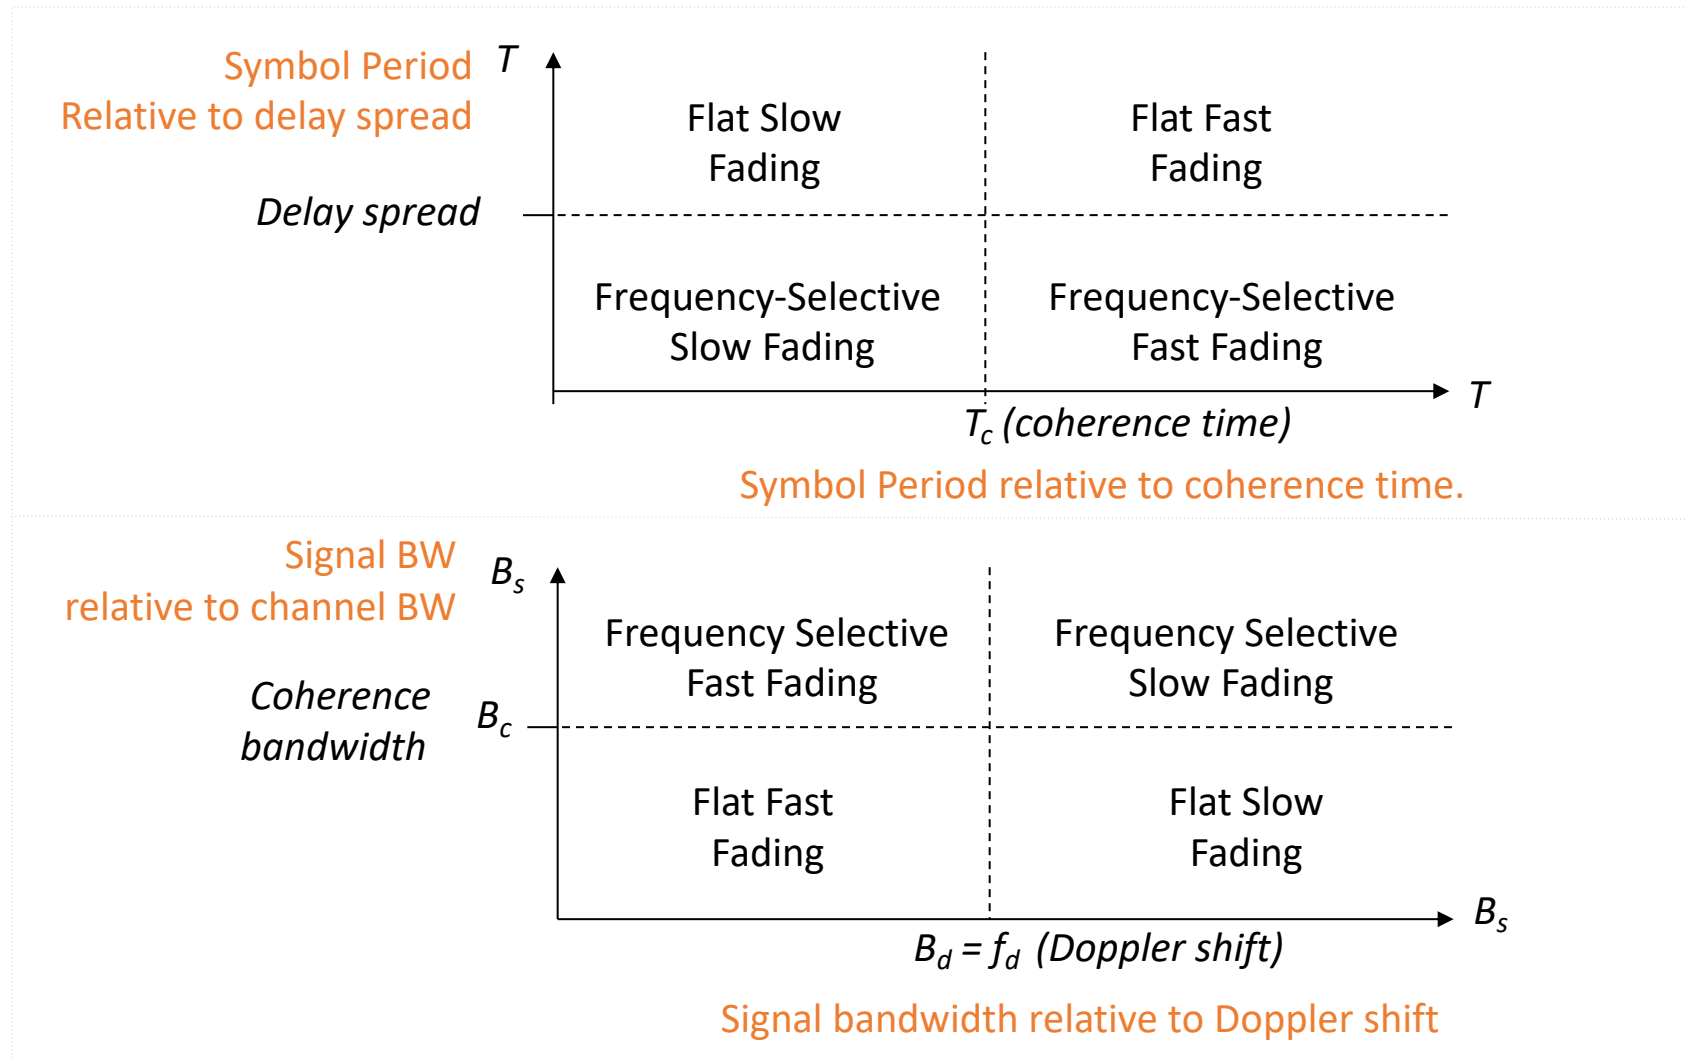 Symbol Period
Relative to delay spread
T
Flat Slow
Fading
Flat Fast
Fading
Delay spread
Frequency-Selective
Slow Fading
Frequency-Selective
Fast Fading
T
Tc (coherence time)
Symbol Period relative to coherence time.
Signal BW
relative to channel BW
Bs
Frequency Selective
Fast Fading
Frequency Selective
Slow Fading
Coherence
bandwidth
Bc
Flat Fast
Fading
Flat Slow
Fading
Bs
Bd = fd (Doppler shift)
Signal bandwidth relative to Doppler shift